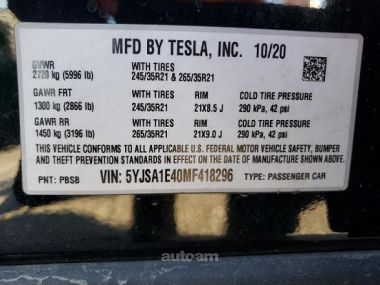 MFD BY TESLA, INC. 10/20
GVWR
2720 kg (5996 lb)
WITH TIRES
245/35R21 & 265/35R21
GAWR FRT
1300 kg (2866 lb)
WITH TIRES
245/35R21
RIM
21X8.5 J
COLD TIRE PRESSURE
290 kPa, 42 psi
GAWR RR
1450 kg (3196 lb)
WITH TIRES
265/35R21
RIM
21X9.0 J
COLD TIRE PRESSURE
290 kPa, 42 psi
THIS VEHICLE CONFORMS TO ALL APPLICABLE U.S. FEDERAL MOTOR VEHICLE SAFETY, BUMPER
AND THEFT PREVENTION STANDARDS IN EFFECT ON THE DATE OF MANUFACTURE SHOWN ABOVE.
PNT: PBSB
VIN: 5YJSA1E40MF418296
TYPE: PASSENGER CAR
autoam